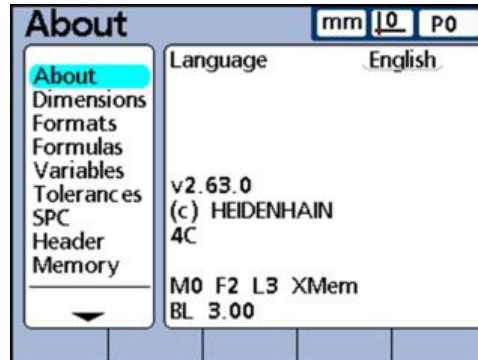 About mm 0 P0
About
Dimensions
Formats
Formulas
Variables
Tolerances
SPC
Header
Memory
Language English
v2.63.0
(c) HEIDENHAIN
4C
M0 F2 L3 XMem
BL 3.00